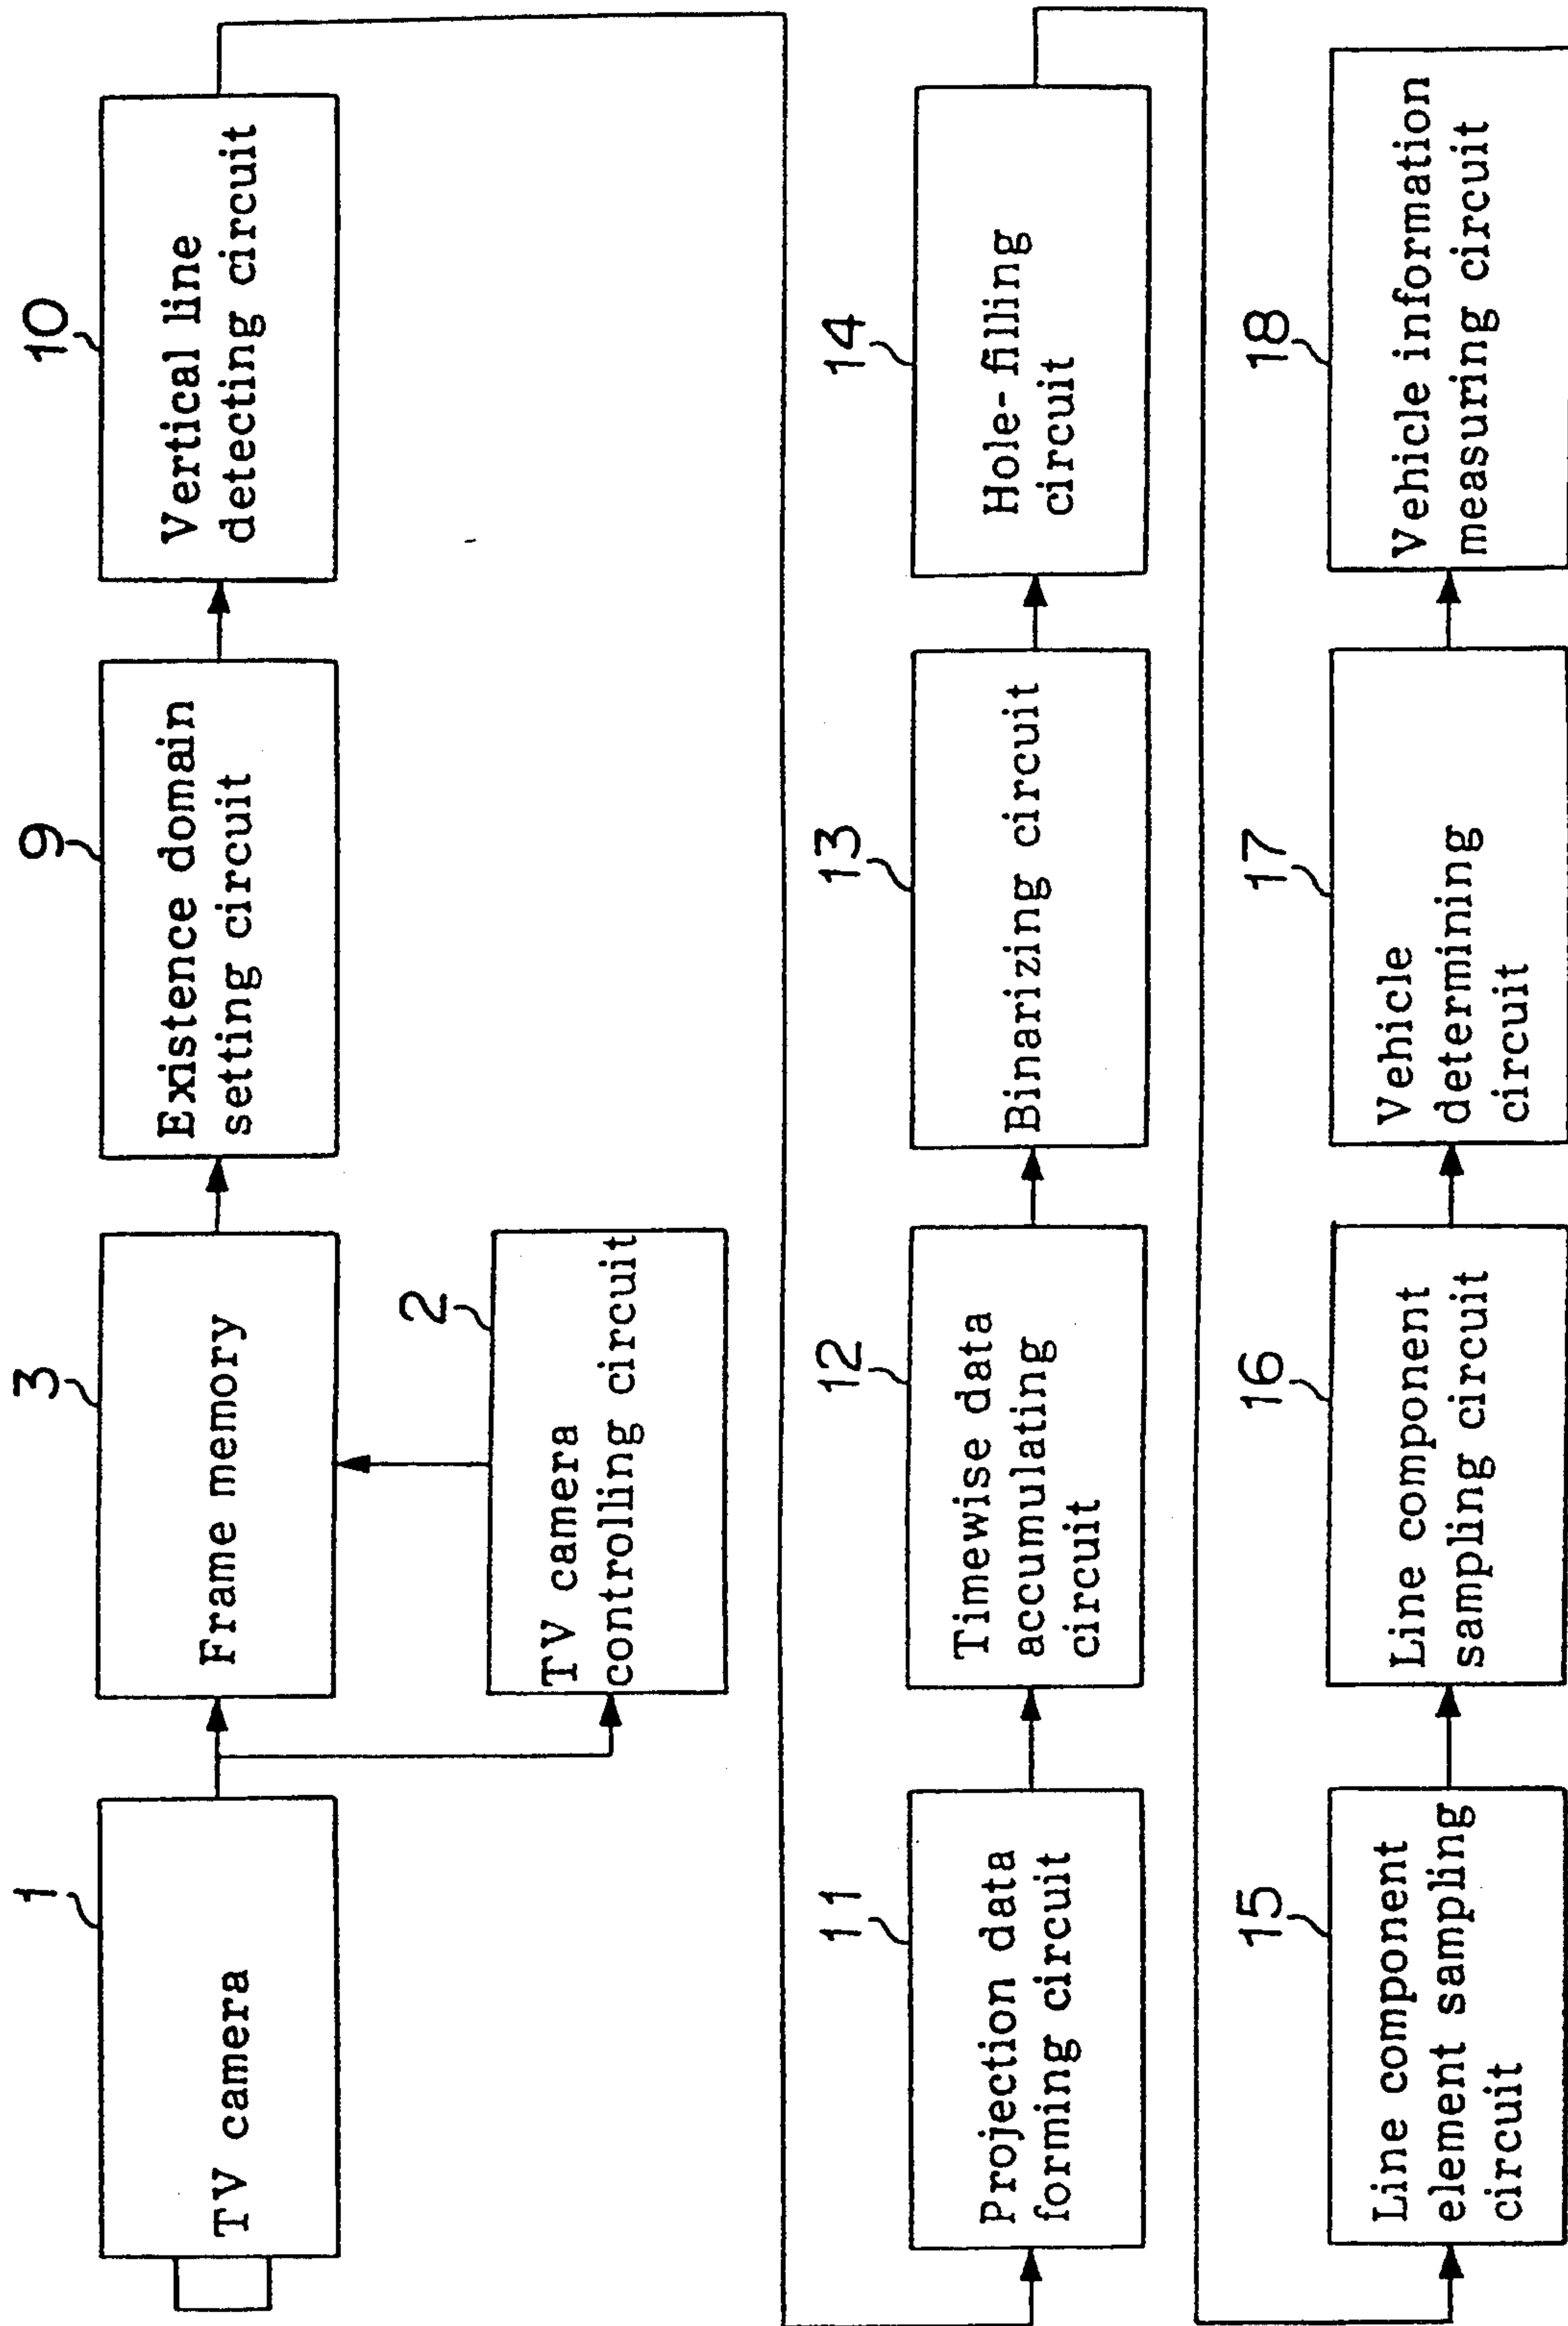 1
TV camera
3
Frame memory
2
TV camera
controlling circuit
9
Existence domain
setting circuit
10
Vertical line
detecting circuit
11
Projection data
forming circuit
12
Timewise data
accumulating
circuit
13
Binarizing circuit
14
Hole-filling
circuit
15
Line component
element sampling
circuit
16
Line component
sampling circuit
17
Vehicle
determining
circuit
18
Vehicle information
measuring circuit